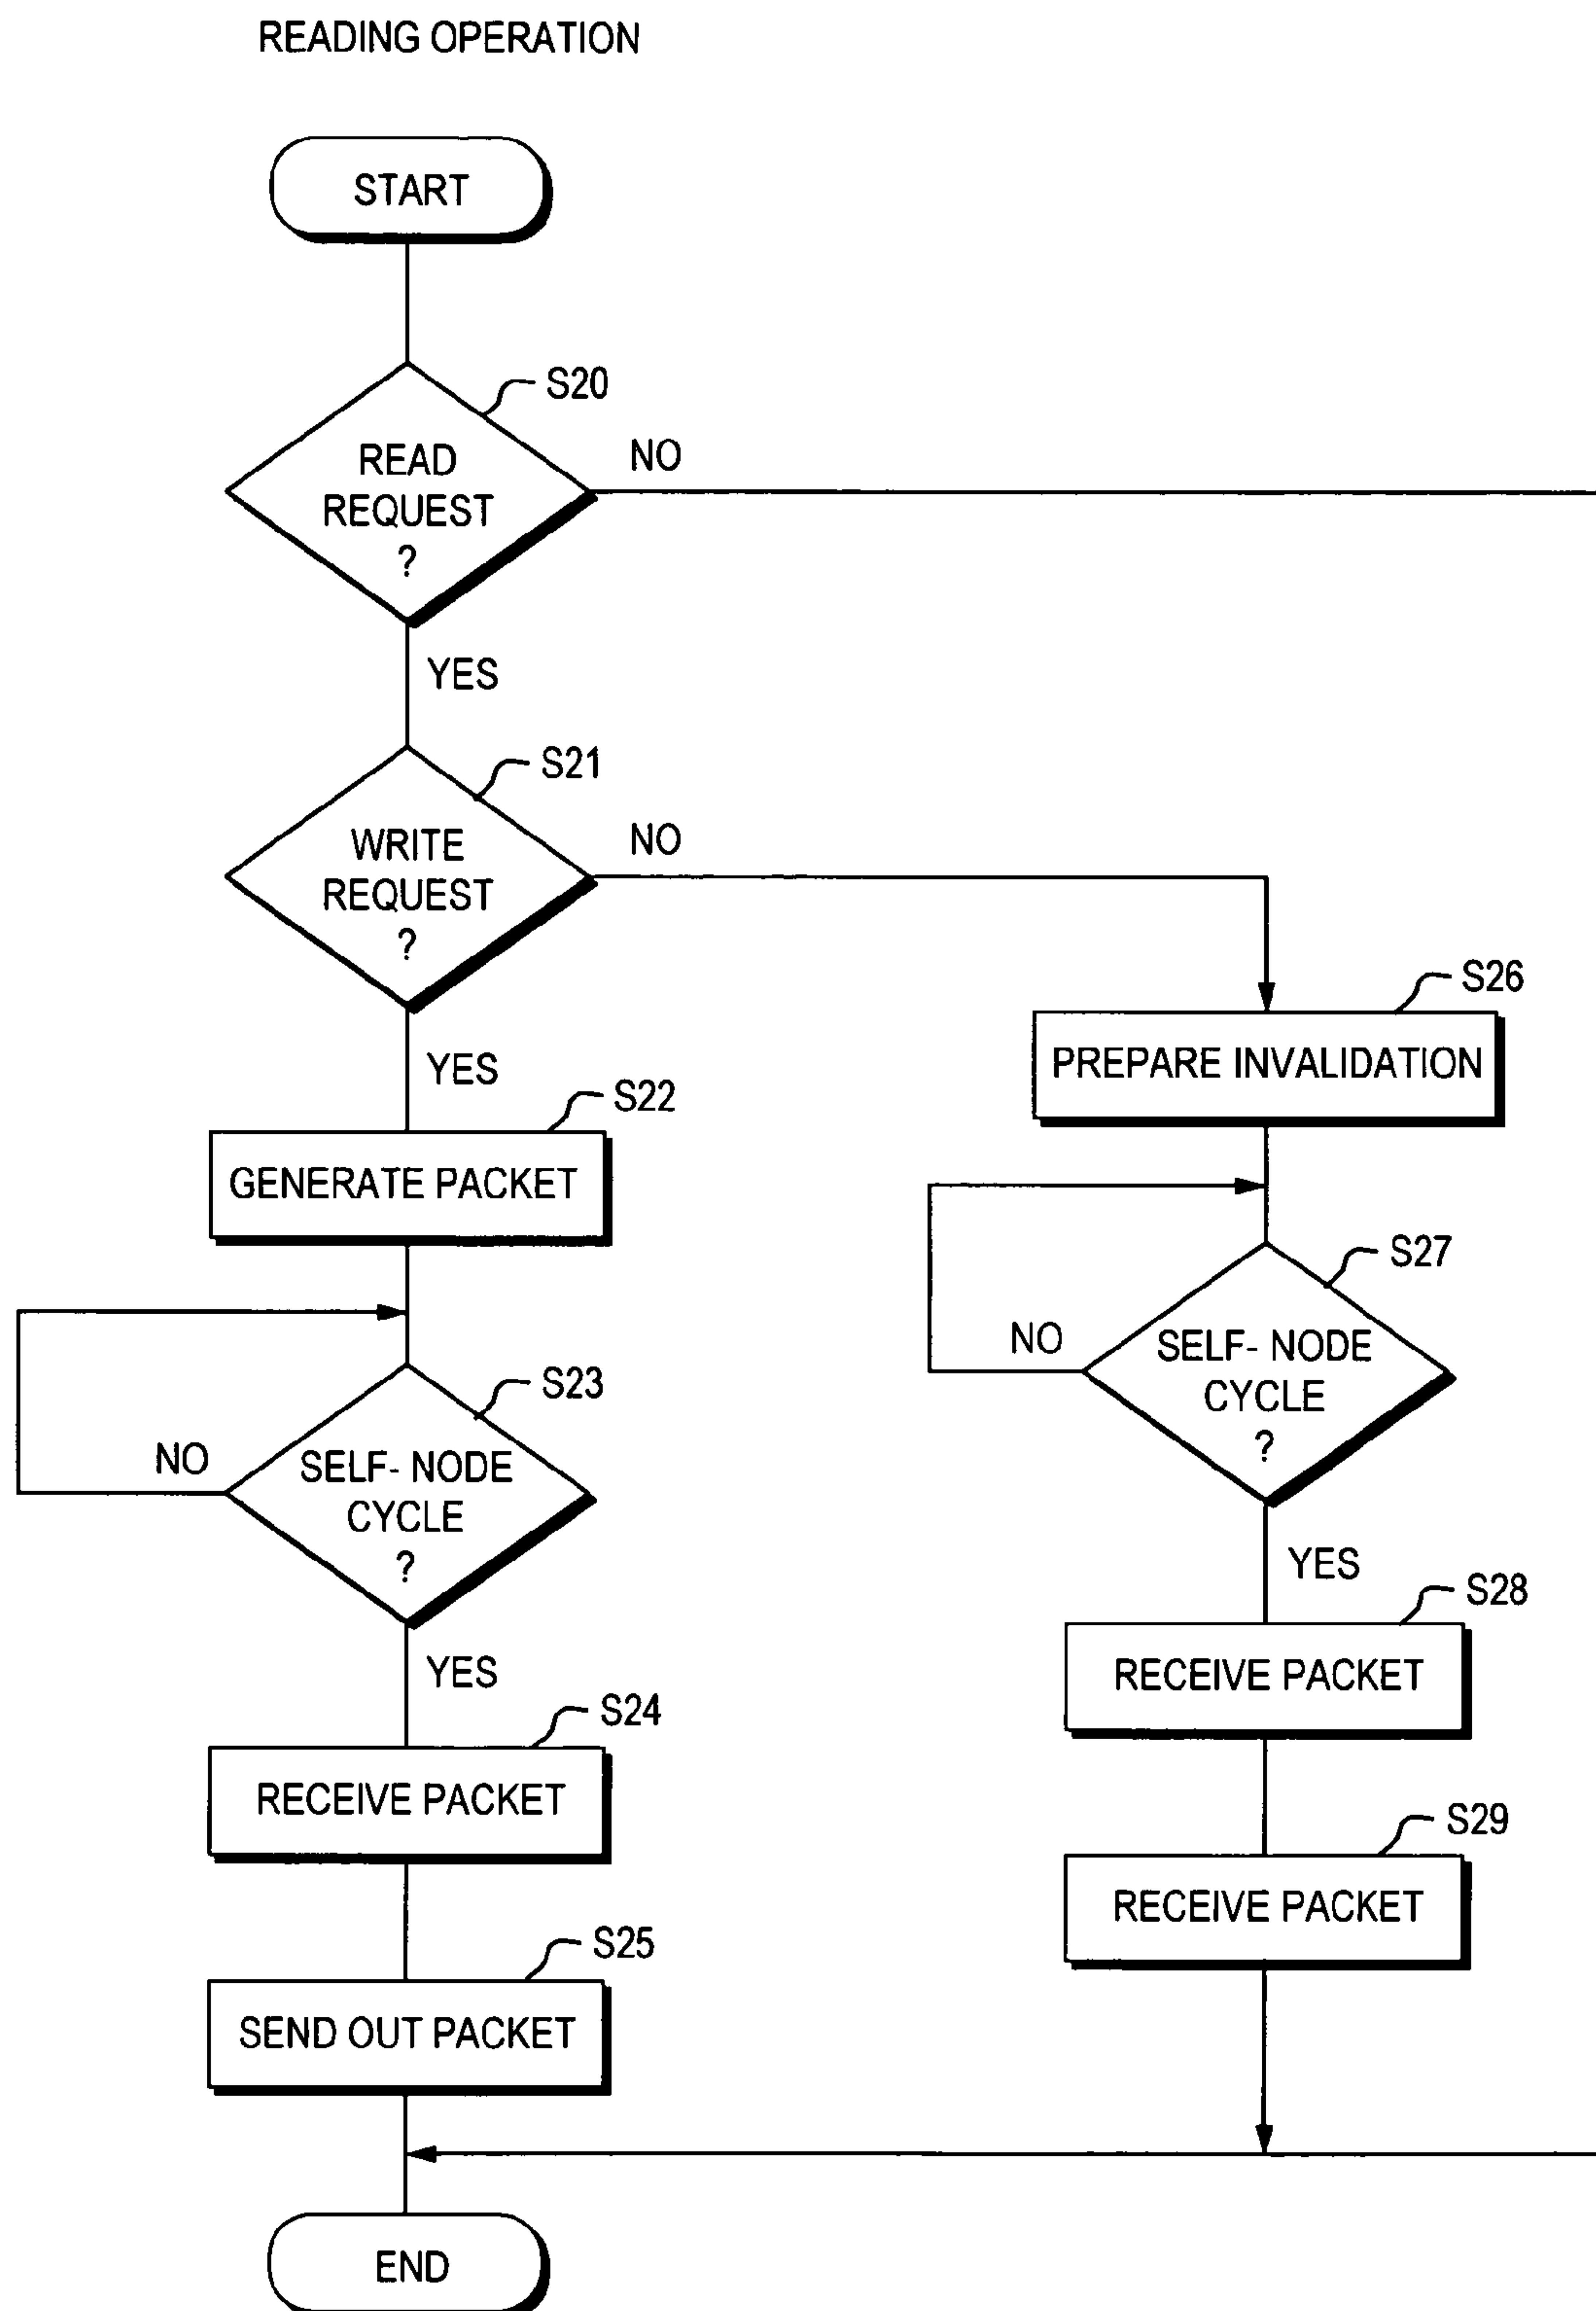 READING OPERATION
START
S20
READ
REQUEST
?
NO
YES
S21
WRITE
REQUEST
?
NO
YES
S22
GENERATE PACKET
S23
SELF- NODE
CYCLE
?
NO
YES
S24
RECEIVE PACKET
S25
SEND OUT PACKET
S26
PREPARE INVALIDATION
S27
SELF- NODE
CYCLE
?
NO
YES
S28
RECEIVE PACKET
S29
RECEIVE PACKET
END